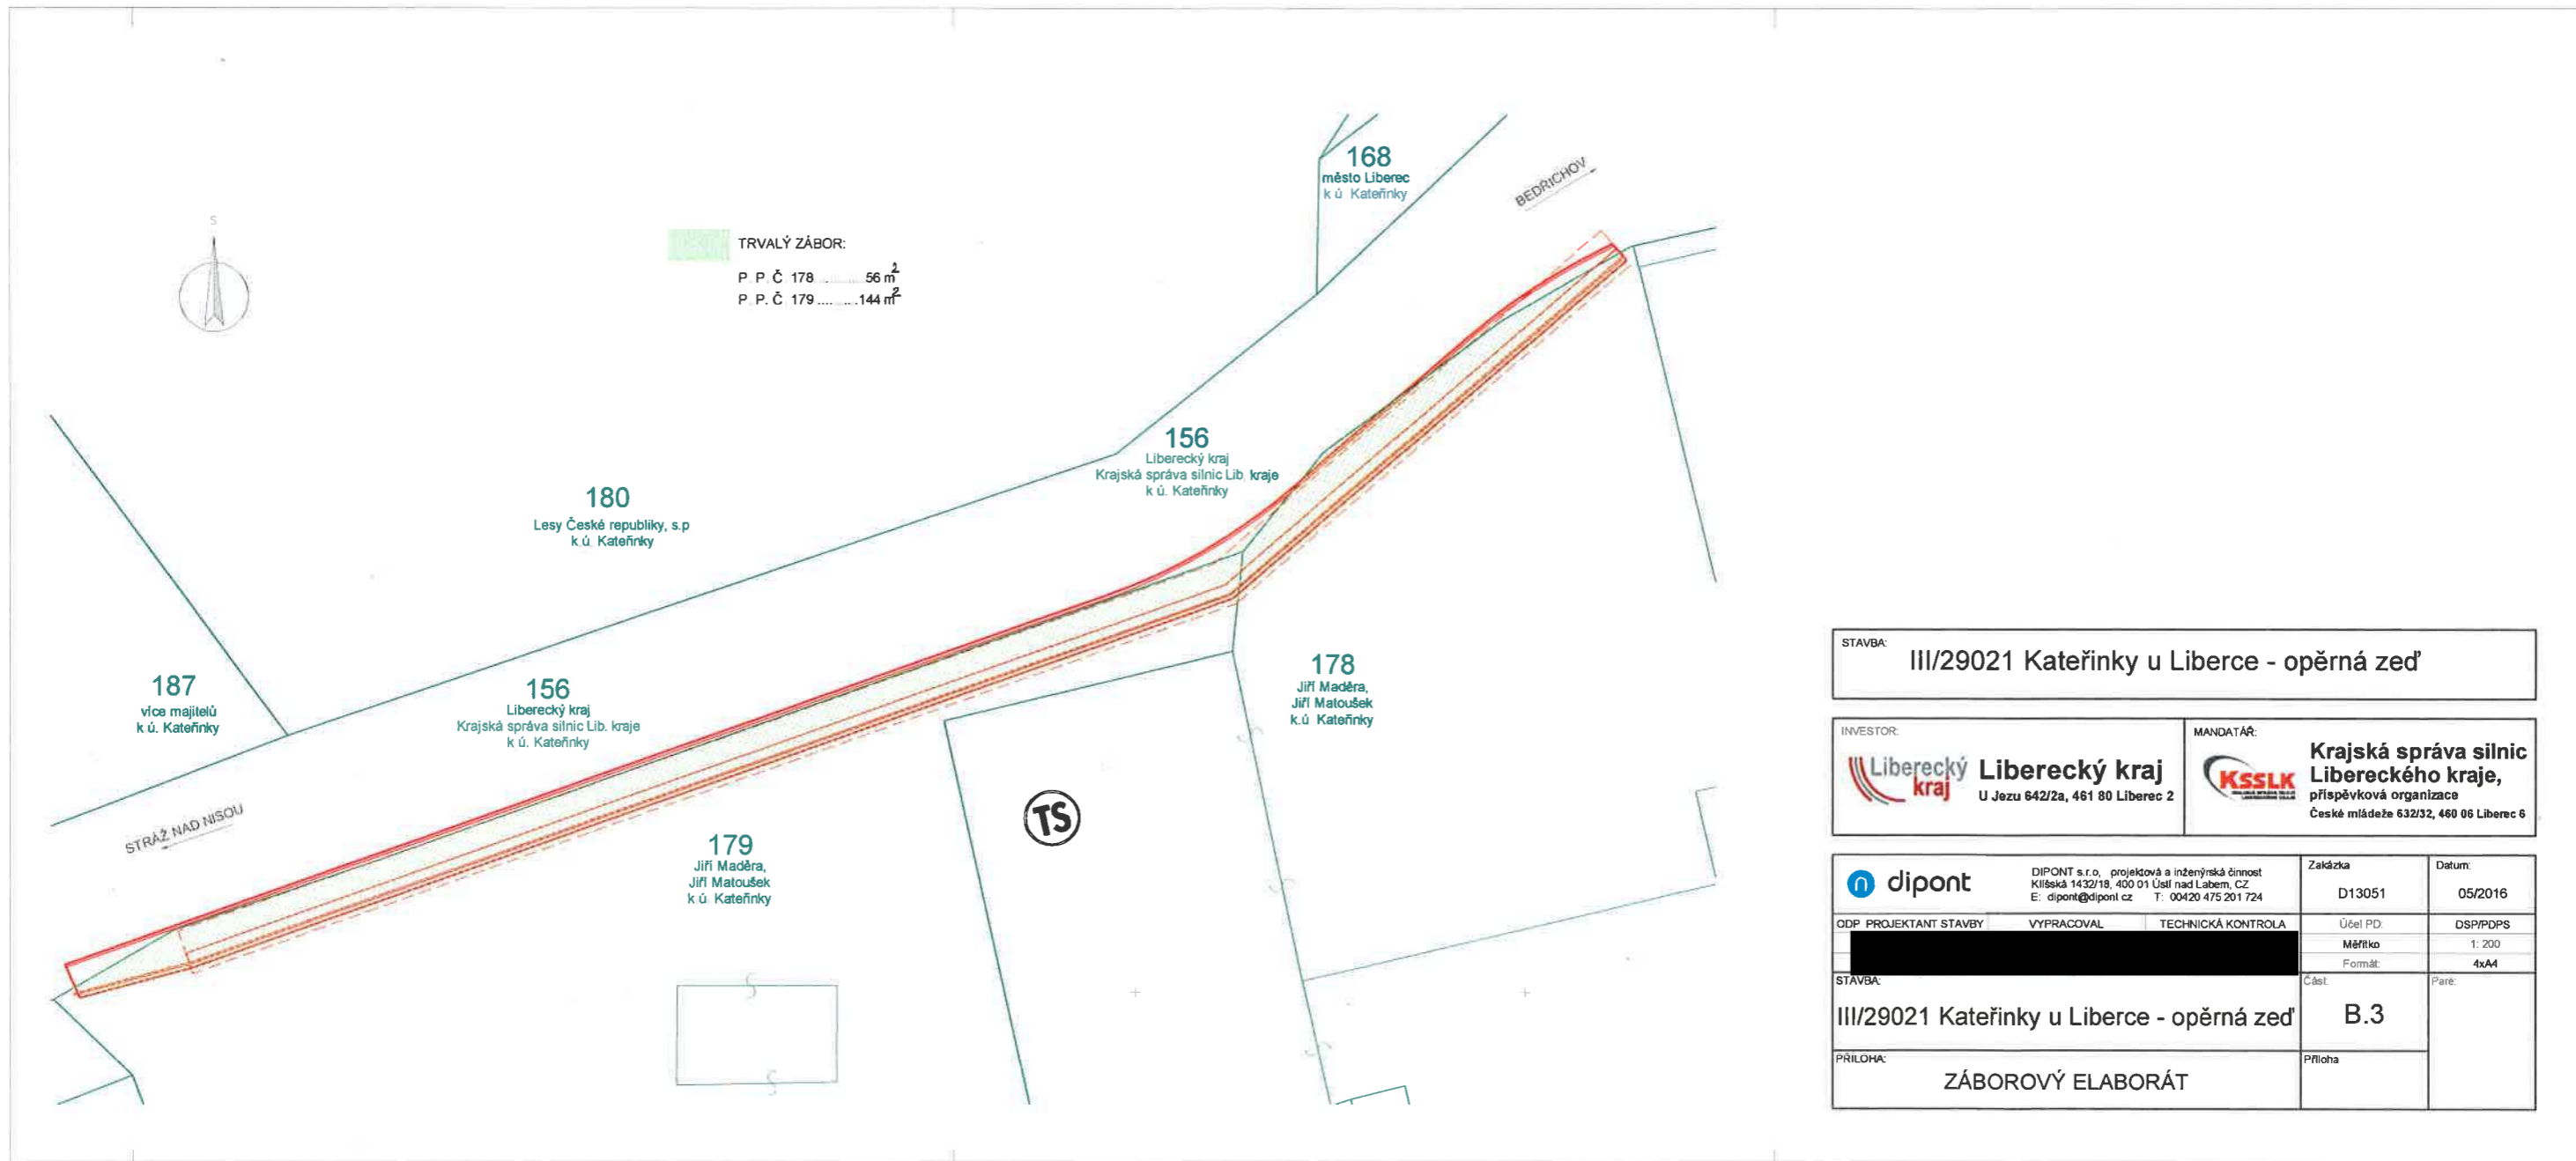 168
město Liberec
k ú Kateřinky
BEDŘICHOV
S
TRVALÝ ZÁBOR:
P. P. Č 178 ........... 56 m²
P. P. Č 179 ........... 144 m²
156
Liberecký kraj
Krajská správa silnic Lib. kraje
k ú. Kateřinky
180
Lesy České republiky, s.p
k.ú. Kateřinky
187
více majitelů
k ú. Kateřinky
156
Liberecký kraj
Krajská správa silnic Lib. kraje
k ú. Kateřinky
178
Jiří Maděra,
Jiří Matoušek
k.ú Kateřinky
STRÁŽ NAD NISOU
TS
179
Jiří Maděra,
Jiří Matoušek
k ú. Kateřinky
STAVBA:
III/29021 Kateřinky u Liberce - opěrná zeď
INVESTOR:
Liberecký kraj
Liberecký kraj
U Jezu 642/2a, 461 80 Liberec 2
MANDATÁŘ:
KSSLK
Krajská správa silnic
Libereckého kraje,
příspěvková organizace
České mládeže 632/32, 460 06 Liberec 6
dipont
DIPONT s.r.o, projektová a inženýrská činnost
Klíšská 1432/18, 400 01 Ústí nad Labem, CZ
E: dipont@dipont cz T: 00420 475 201 724
Zakázka
D13051
Datum:
05/2016
ODP PROJEKTANT STAVBY VYPRACOVAL TECHNICKÁ KONTROLA
Účel PD: DSP/PDPS
Měřítko 1: 200
Formát: 4xA4
STAVBA:
III/29021 Kateřinky u Liberce - opěrná zeď
Část:
B.3
Paré:
PŘÍLOHA:
ZÁBOROVÝ ELABORÁT
Příloha